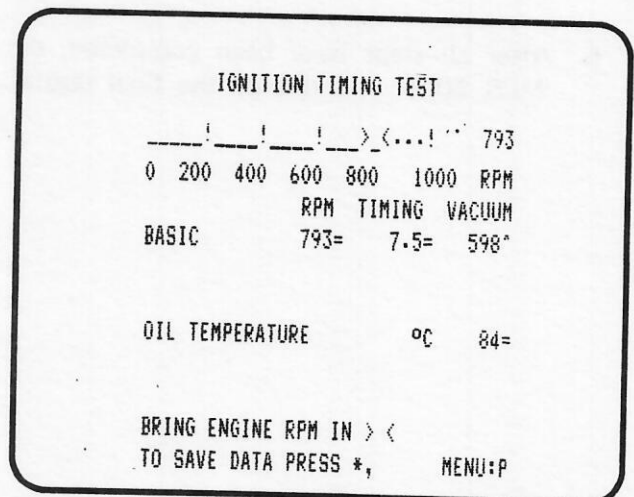 IGNITION TIMING TEST
_____!____!____!___>_<...! 793
0 200 400 600 800 1000 RPM
RPM TIMING VACUUM
BASIC 793= 7.5= 598^
OIL TEMPERATURE °C 84=
BRING ENGINE RPM IN > <
TO SAVE DATA PRESS *, MENU:P